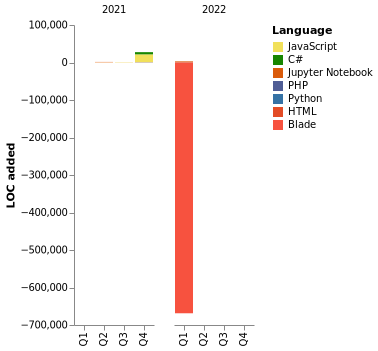 2021
2022
100,000
0
−100,000
−200,000
−300,000
−400,000
−500,000
−600,000
−700,000
LOC added
Q1
Q2
Q3
Q4
Q1
Q2
Q3
Q4
Language
JavaScript
C#
Jupyter Notebook
PHP
Python
HTML
Blade